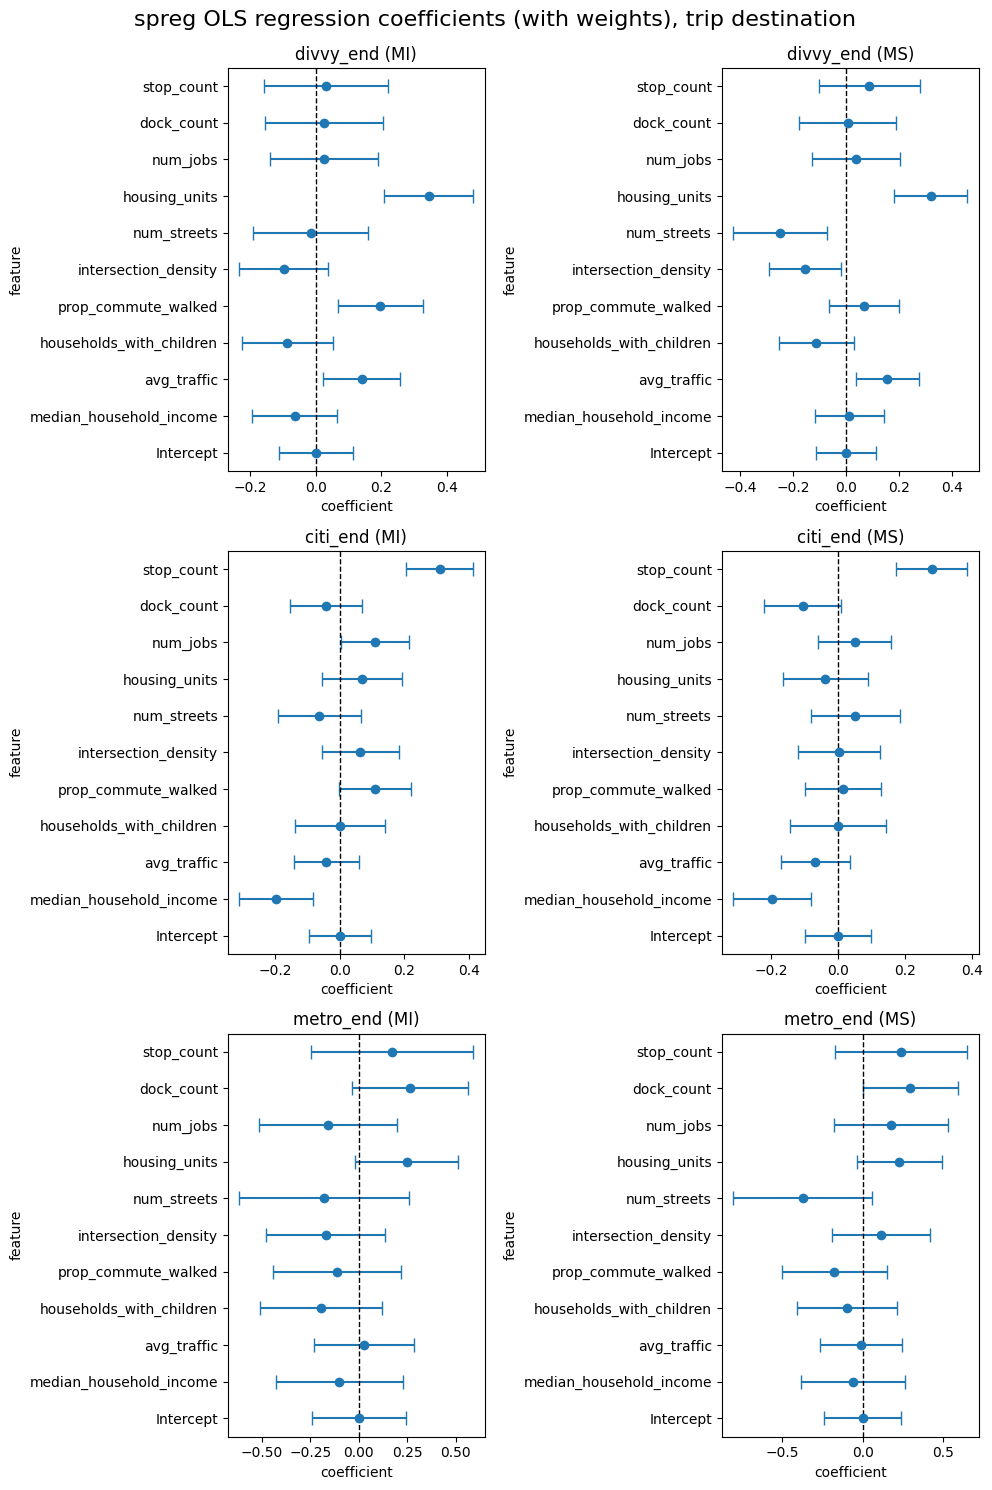 spreg OLS regression coefficients (with weights), trip destination
divvy_end (MI)
feature
stop_count
dock_count
num_jobs
housing_units
num_streets
intersection_density
prop_commute_walked
households_with_children
avg_traffic
median_household_income
Intercept
−0.2 0.0 0.2 0.4
coefficient
divvy_end (MS)
feature
stop_count
dock_count
num_jobs
housing_units
num_streets
intersection_density
prop_commute_walked
households_with_children
avg_traffic
median_household_income
Intercept
−0.4 −0.2 0.0 0.2 0.4
coefficient
citi_end (MI)
feature
stop_count
dock_count
num_jobs
housing_units
num_streets
intersection_density
prop_commute_walked
households_with_children
avg_traffic
median_household_income
Intercept
−0.2 0.0 0.2 0.4
coefficient
citi_end (MS)
feature
stop_count
dock_count
num_jobs
housing_units
num_streets
intersection_density
prop_commute_walked
households_with_children
avg_traffic
median_household_income
Intercept
−0.2 0.0 0.2 0.4
coefficient
metro_end (MI)
feature
stop_count
dock_count
num_jobs
housing_units
num_streets
intersection_density
prop_commute_walked
households_with_children
avg_traffic
median_household_income
Intercept
−0.50 −0.25 0.00 0.25 0.50
coefficient
metro_end (MS)
feature
stop_count
dock_count
num_jobs
housing_units
num_streets
intersection_density
prop_commute_walked
households_with_children
avg_traffic
median_household_income
Intercept
−0.5 0.0 0.5
coefficient